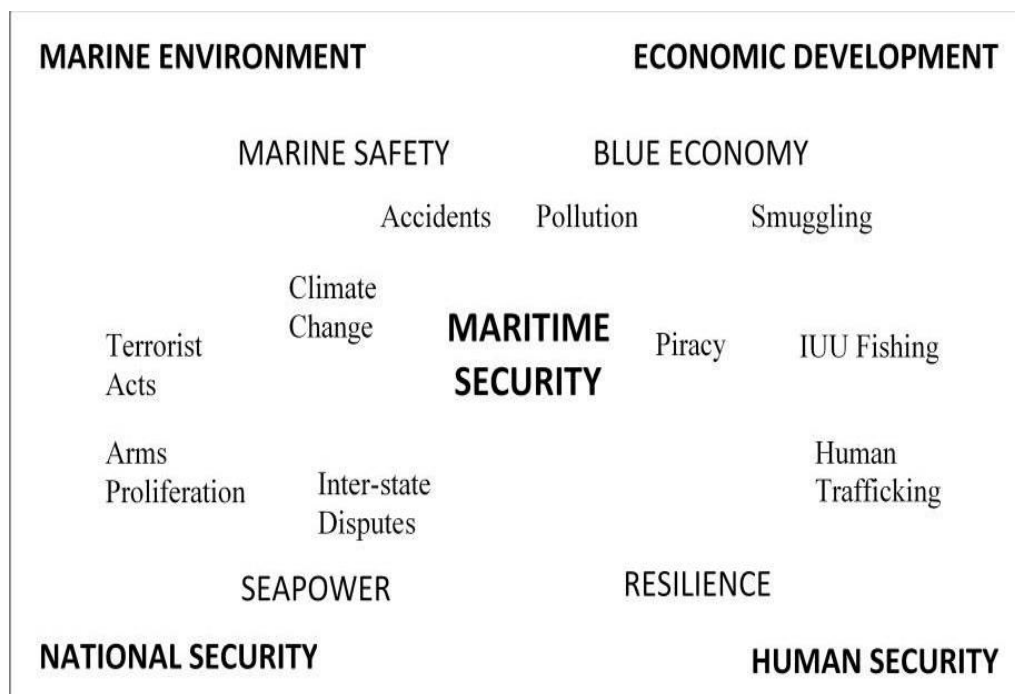 MARINE ENVIRONMENT
ECONOMIC DEVELOPMENT
MARINE SAFETY
BLUE ECONOMY
Accidents
Pollution
Smuggling
Climate
Change
MARITIME
SECURITY
Terrorist
Acts
Piracy
IUU Fishing
Arms
Proliferation
Inter-state
Disputes
Human
Trafficking
SEAPOWER
RESILIENCE
NATIONAL SECURITY
HUMAN SECURITY